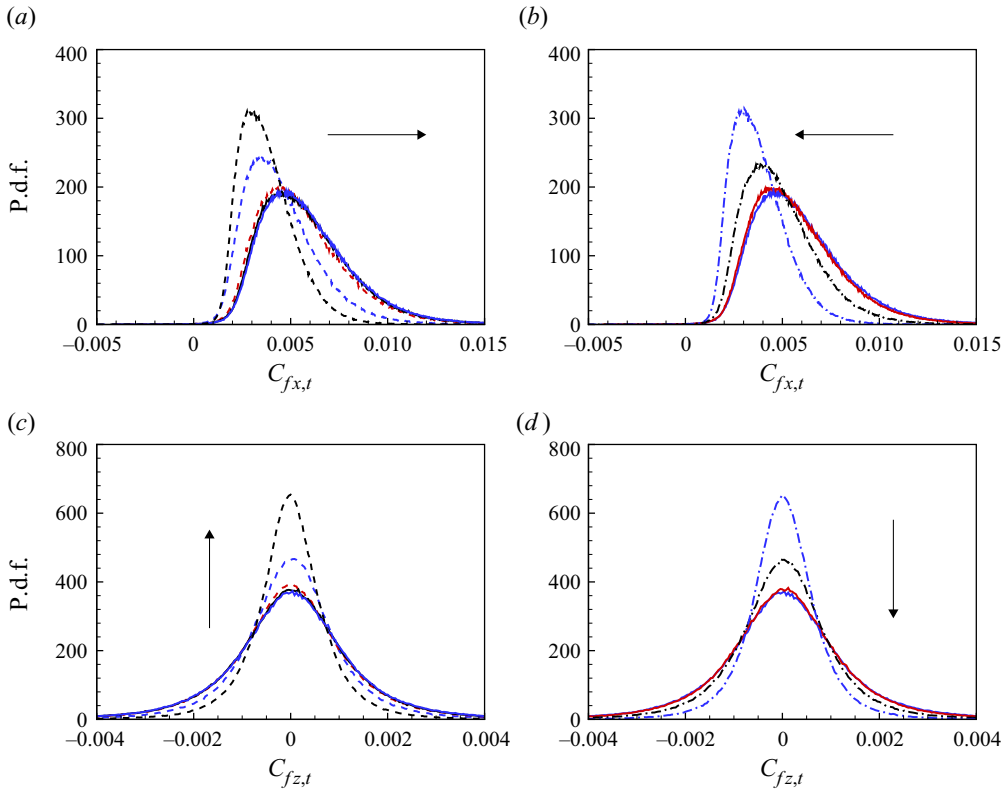 (a) (b)
400 400
300 300
P.d.f. 200 200
100 100
0 0
–0.005 0 0.005 0.010 0.015 –0.005 0 0.005 0.010 0.015
C_{fx,t} C_{fx,t}
(c) (d)
800 800
600 600
P.d.f. 400 400
200 200
0 0
–0.004 –0.002 0 0.002 0.004 –0.004 –0.002 0 0.002 0.004
C_{fz,t} C_{fz,t}